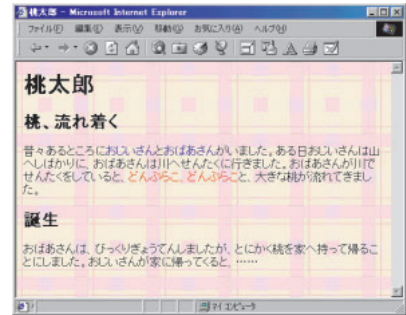 桃太郎 - Microsoft Internet Explorer
ファイル(F) 編集(E) 表示(V) 移動(G) お気に入り(A) ヘルプ(H)
桃太郎
桃、流れ着く
昔々あるところにおじいさんとおばあさんがいました。ある日おじいさんは山
へしばかりに、おばあさんは川へせんたくに行きました。おばあさんが川で
せんたくをしていると、どんぶらこ、どんぶらこと、大きな桃が流れてきまし
た。
誕生
おばあさんは、びっくりぎょうてんしましたが、とにかく桃を家へ持って帰るこ
とにしました。おじいさんが家に帰ってくると、……
マイ コンピュータ